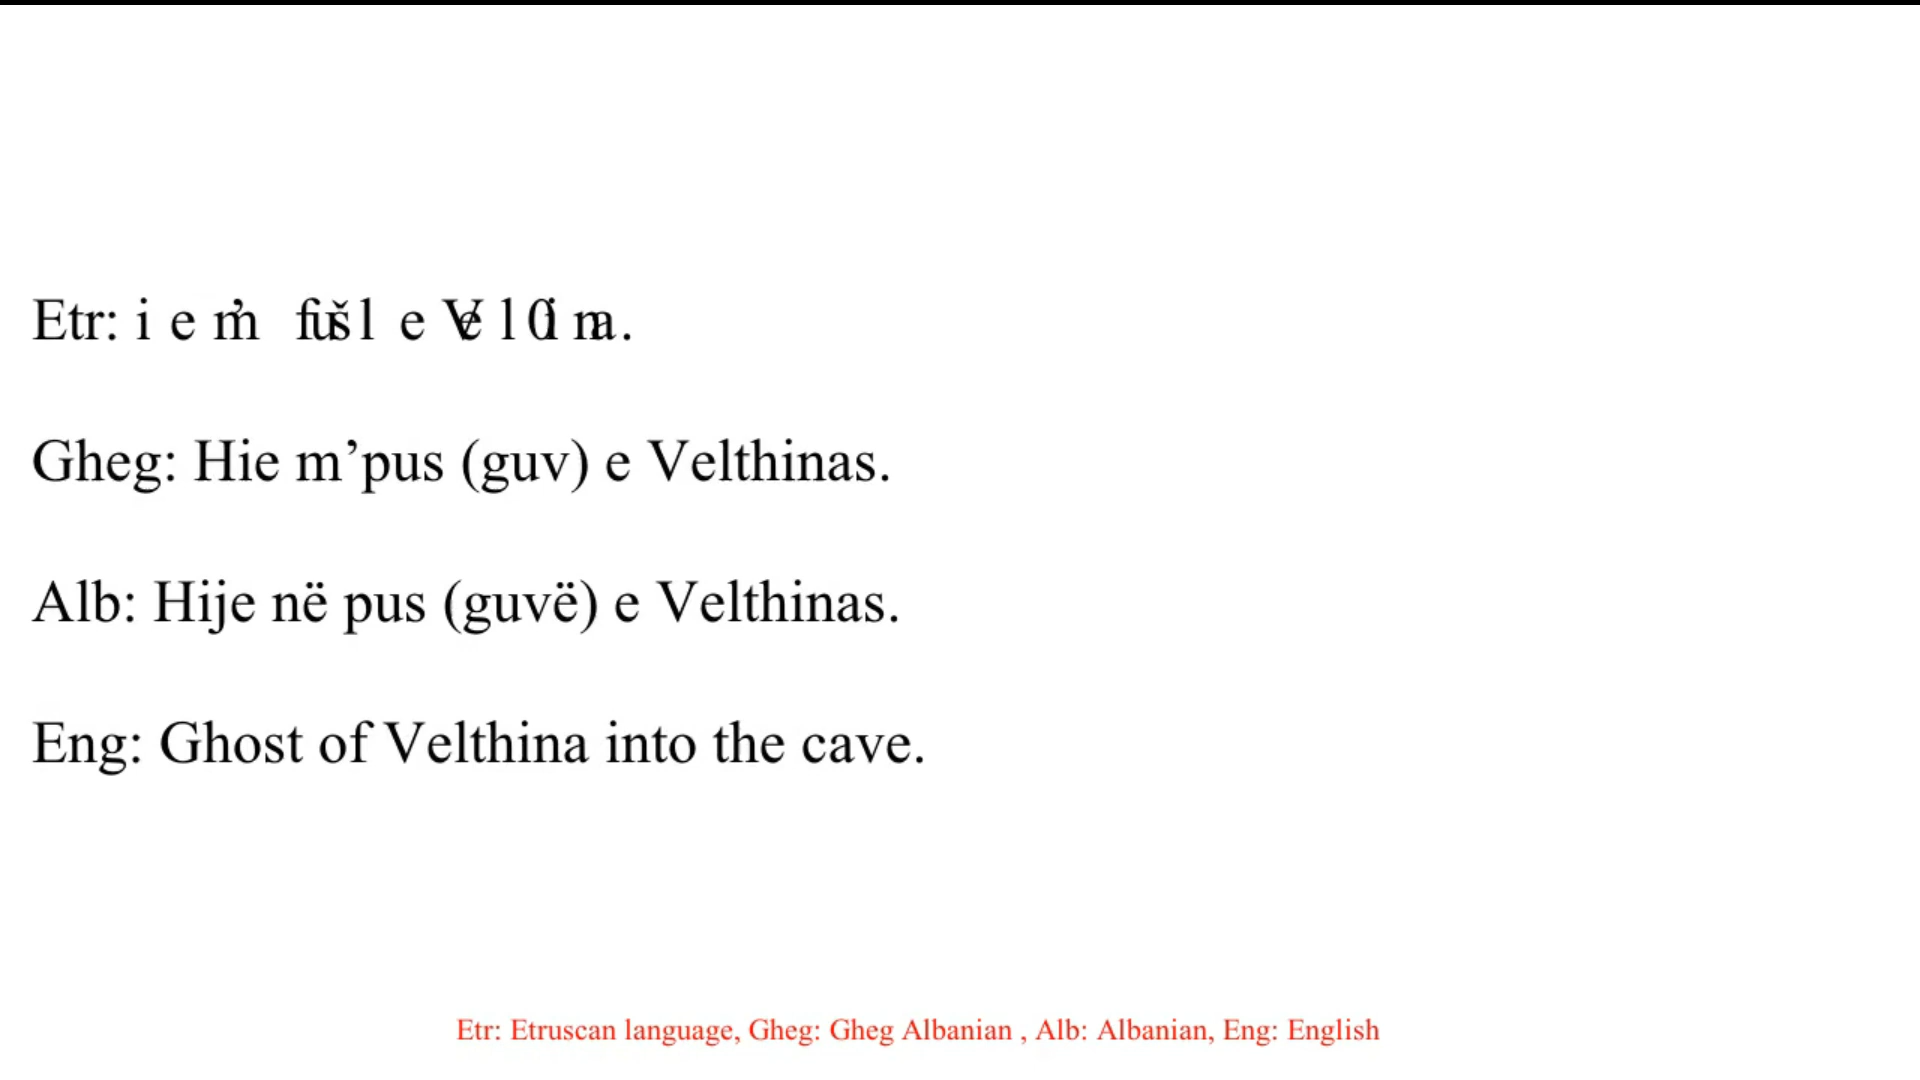 Etr: i e
Gheg: Hie m’pus (guv) e Velthinas.
Alb: Hije në pus (guvë) e Velthinas.
Eng: Ghost of Velthina into the cave.
Etr: Etruscan language, Gheg: Gheg Albanian , Alb: Albanian, Eng: English